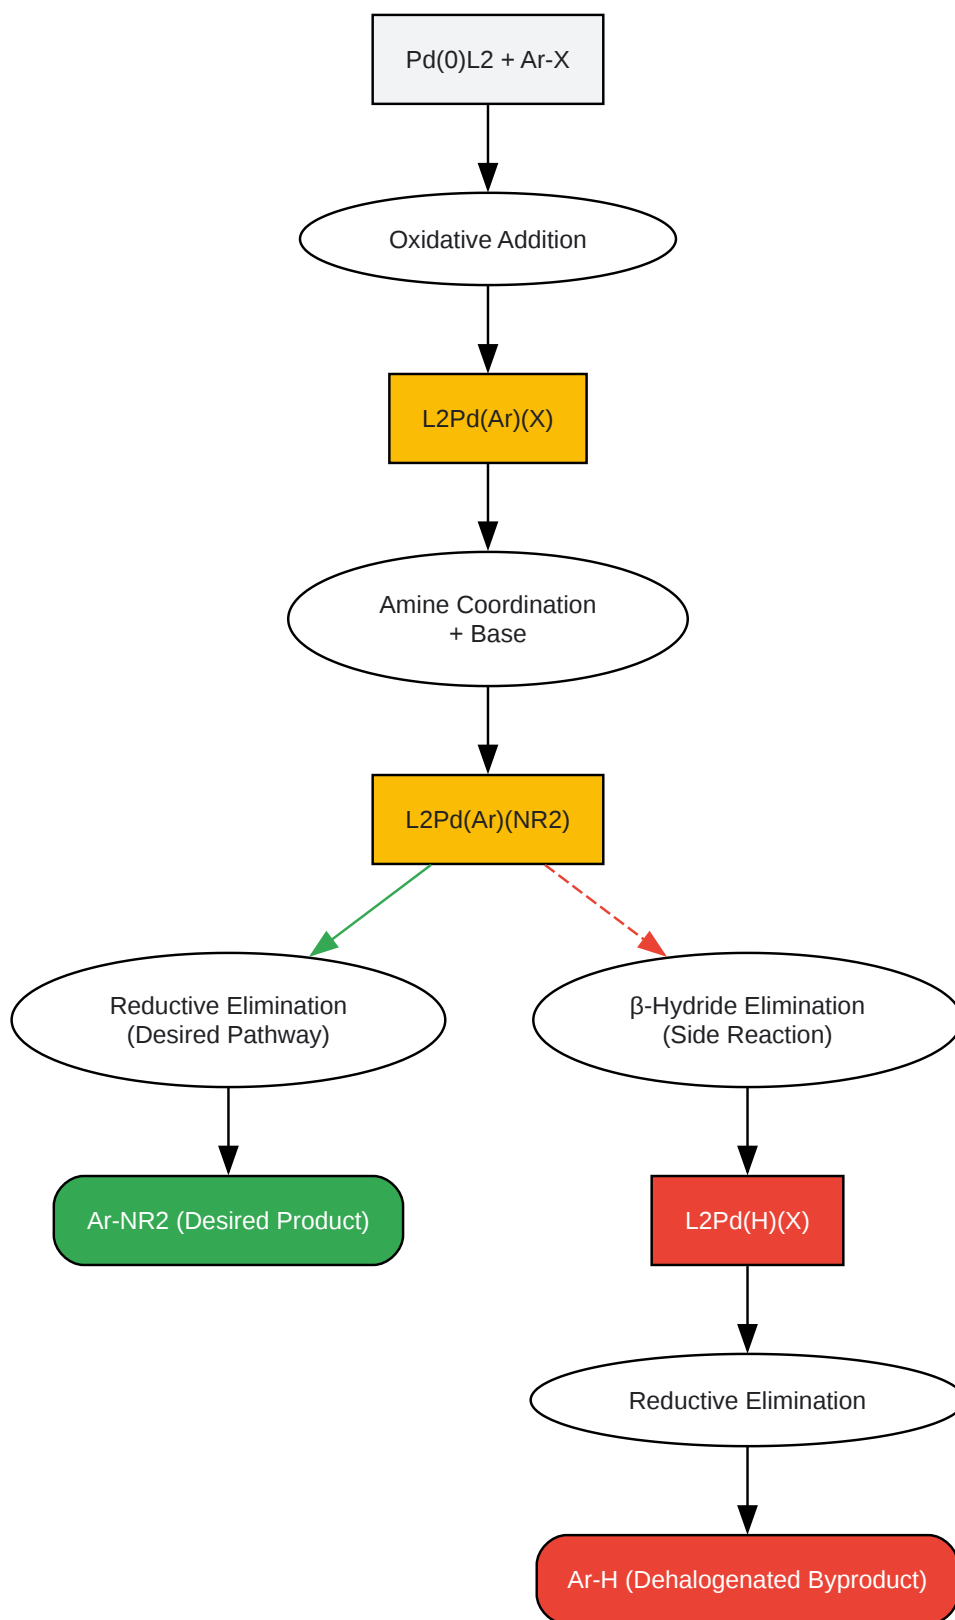 Pd(0)L2 + Ar-X
Oxidative Addition
L2Pd(Ar)(X)
Amine Coordination
+ Base
L2Pd(Ar)(NR2)
Reductive Elimination
(Desired Pathway)
β-Hydride Elimination
(Side Reaction)
Ar-NR2 (Desired Product)
L2Pd(H)(X)
Reductive Elimination
Ar-H (Dehalogenated Byproduct)